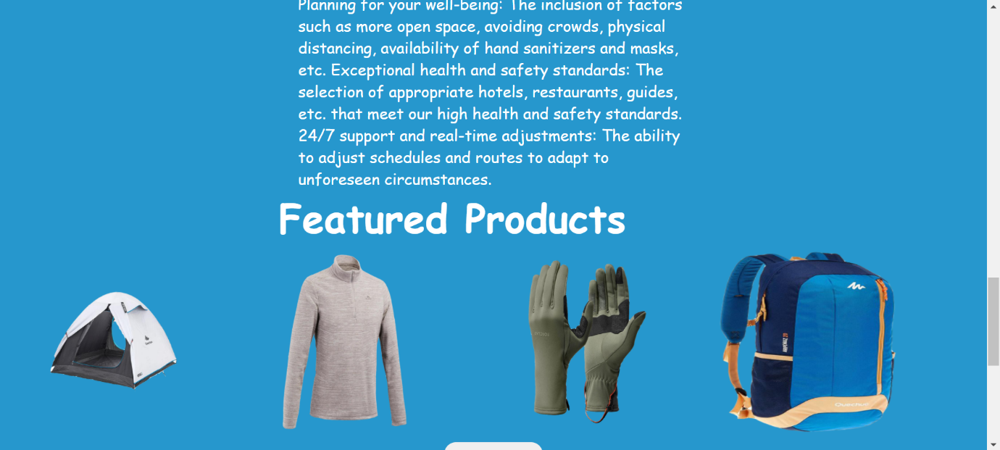 Planning for your well-being: The inclusion of factors
such as more open space, avoiding crowds, physical
distancing, availability of hand sanitizers and masks,
etc. Exceptional health and safety standards: The
selection of appropriate hotels, restaurants, guides,
etc. that meet our high health and safety standards.
24/7 support and real-time adjustments: The ability
to adjust schedules and routes to adapt to
unforeseen circumstances.
Featured Products
ARPENAZ 20
Quechua